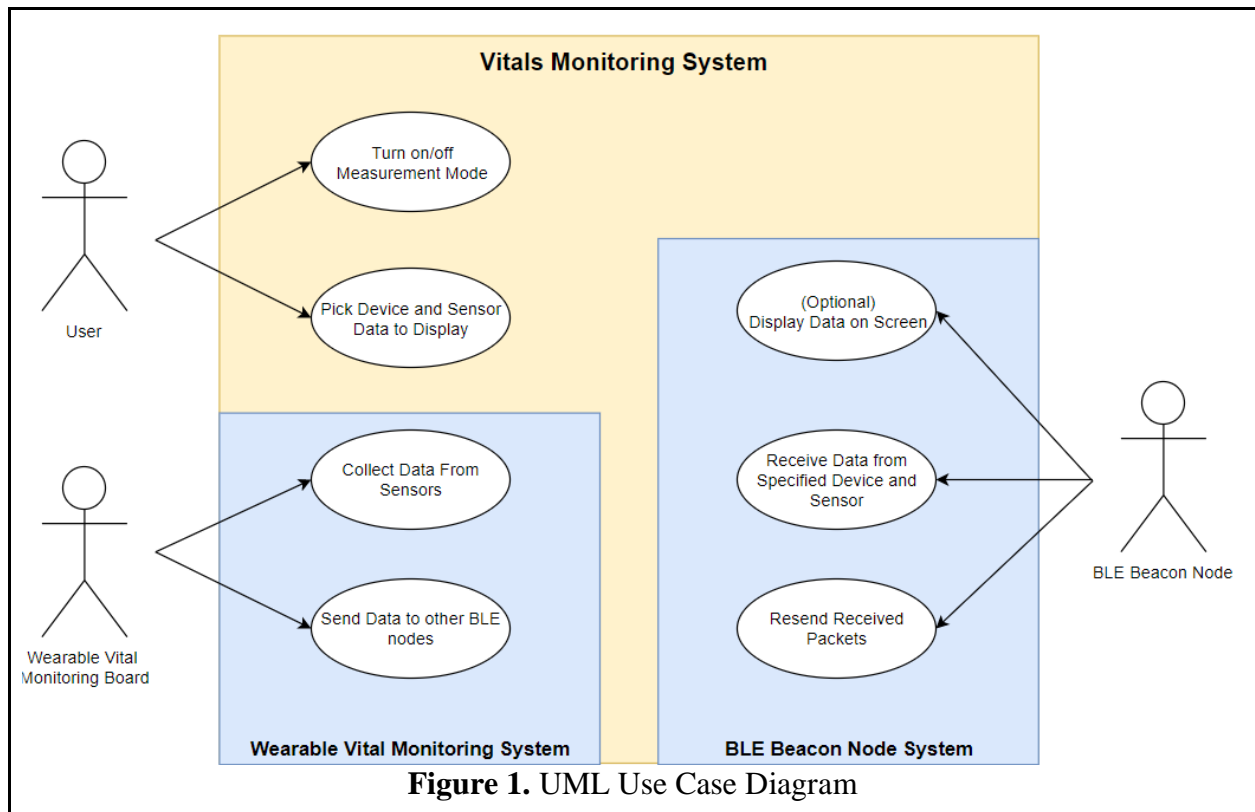 Vitals Monitoring System
Turn on/off
Measurement Mode
Pick Device and Sensor
Data to Display
User
(Optional)
Display Data on Screen
Collect Data From
Sensors
Receive Data from
Specified Device and
Sensor
BLE Beacon Node
Send Data to other BLE
nodes
Resend Received
Packets
Wearable Vital
Monitoring Board
Wearable Vital Monitoring System
BLE Beacon Node System
Figure 1. UML Use Case Diagram